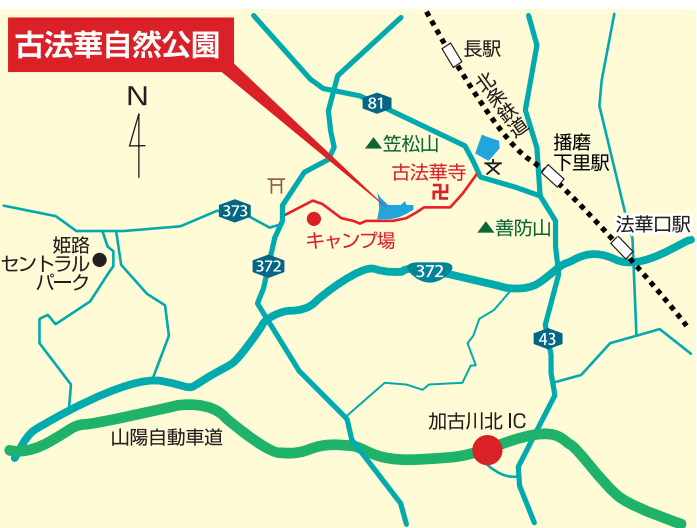 古法華自然公園
N
長駅
北条鉄道
81
笠松山
播磨
下里駅
古法華寺
卍
文
373
法華口駅
善防山
キャンプ場
姫路
セントラル
パーク
372
372
43
加古川北IC
山陽自動車道